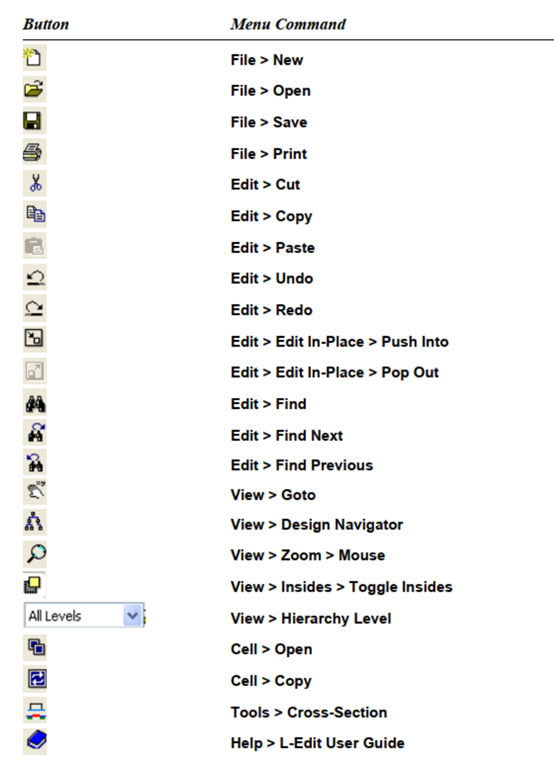 Button Menu Command
File > New
File > Open
File > Save
File > Print
Edit > Cut
Edit > Copy
Edit > Paste
Edit > Undo
Edit > Redo
Edit > Edit In-Place > Push Into
Edit > Edit In-Place > Pop Out
Edit > Find
Edit > Find Next
Edit > Find Previous
xy View > Goto
View > Design Navigator
View > Zoom > Mouse
View > Insides > Toggle Insides
All Levels View > Hierarchy Level
Cell > Open
Cell > Copy
Tools > Cross-Section
Help > L-Edit User Guide